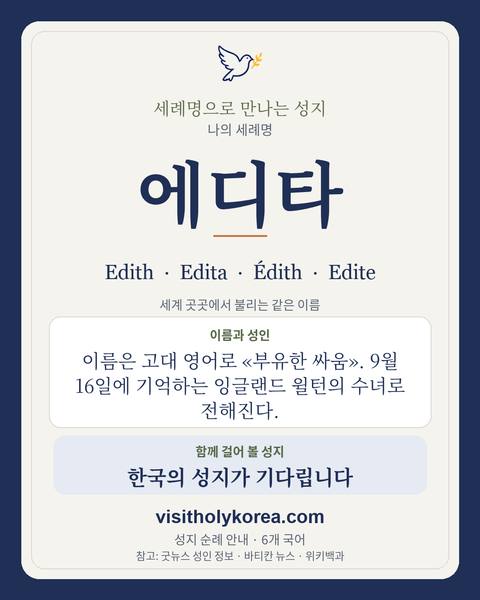 세례명으로 만나는 성지
나의 세례명
에디타
Edith · Edita · Édith · Edite
세계 곳곳에서 불리는 같은 이름
이름과 성인
이름은 고대 영어로 «부유한 싸움». 9월
16일에 기억하는 잉글랜드 윌턴의 수녀로
전해진다.
함께 걸어 볼 성지
한국의 성지가 기다립니다
visitholykorea.com
성지 순례 안내 · 6개 국어
참고: 굿뉴스 성인 정보 · 바티칸 뉴스 · 위키백과